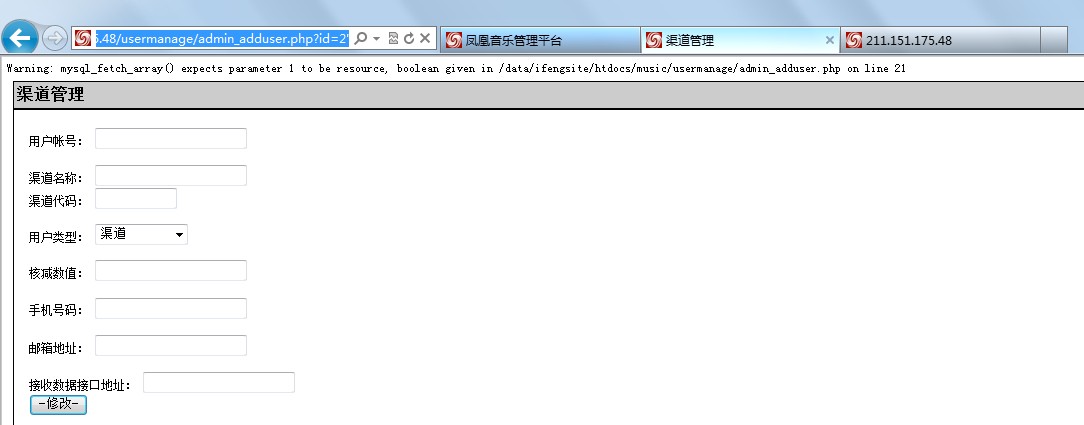 5.48/usermanage/admin_adduser.php?id=2'
凤凰音乐管理平台
渠道管理
211.151.175.48
Warning: mysql_fetch_array() expects parameter 1 to be resource, boolean given in /data/ifengsite/htdocs/music/usermanage/admin_adduser.php on line 21
渠道管理
用户帐号：
渠道名称：
渠道代码：
用户类型： 渠道
核减数值：
手机号码：
邮箱地址：
接收数据接口地址：
-修改-